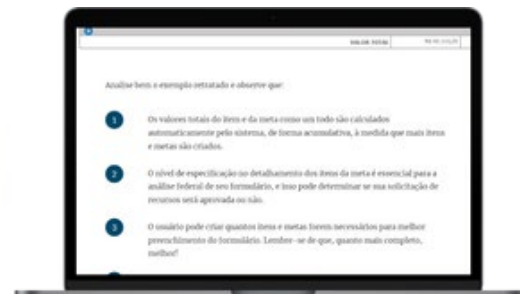 VALOR TOTAL
Analise bem o exemplo retratado e observe que:
1
Os valores totais do item e da meta como um todo são calculados
automaticamente pelo sistema, de forma acumulativa, à medida que mais itens
e metas são criados.
2
O nível de especificação no detalhamento dos itens da meta é essencial para a
análise federal de seu formulário, e isso pode determinar se sua solicitação de
recursos será aprovada ou não.
3
O usuário pode criar quantos itens e metas forem necessários para melhor
preenchimento do formulário. Lembre-se de que, quanto mais completo,
melhor!